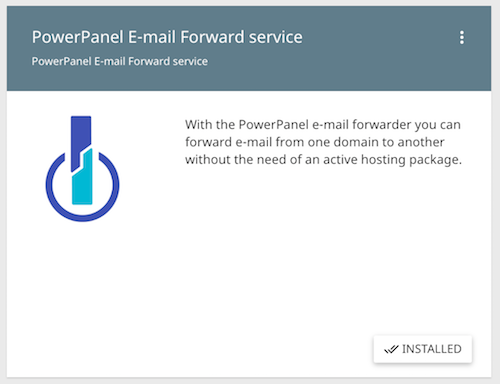 PowerPanel E-mail Forward service
PowerPanel E-mail Forward service
With the PowerPanel e-mail forwarder you can
forward e-mail from one domain to another
without the need of an active hosting package.
INSTALLED